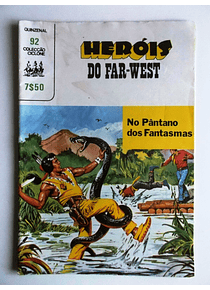 QUINZENAL
92
COLECÇÃO
CICLONE
7$50
HERÓIS
DO FAR-WEST
No Pântano
dos Fantasmas